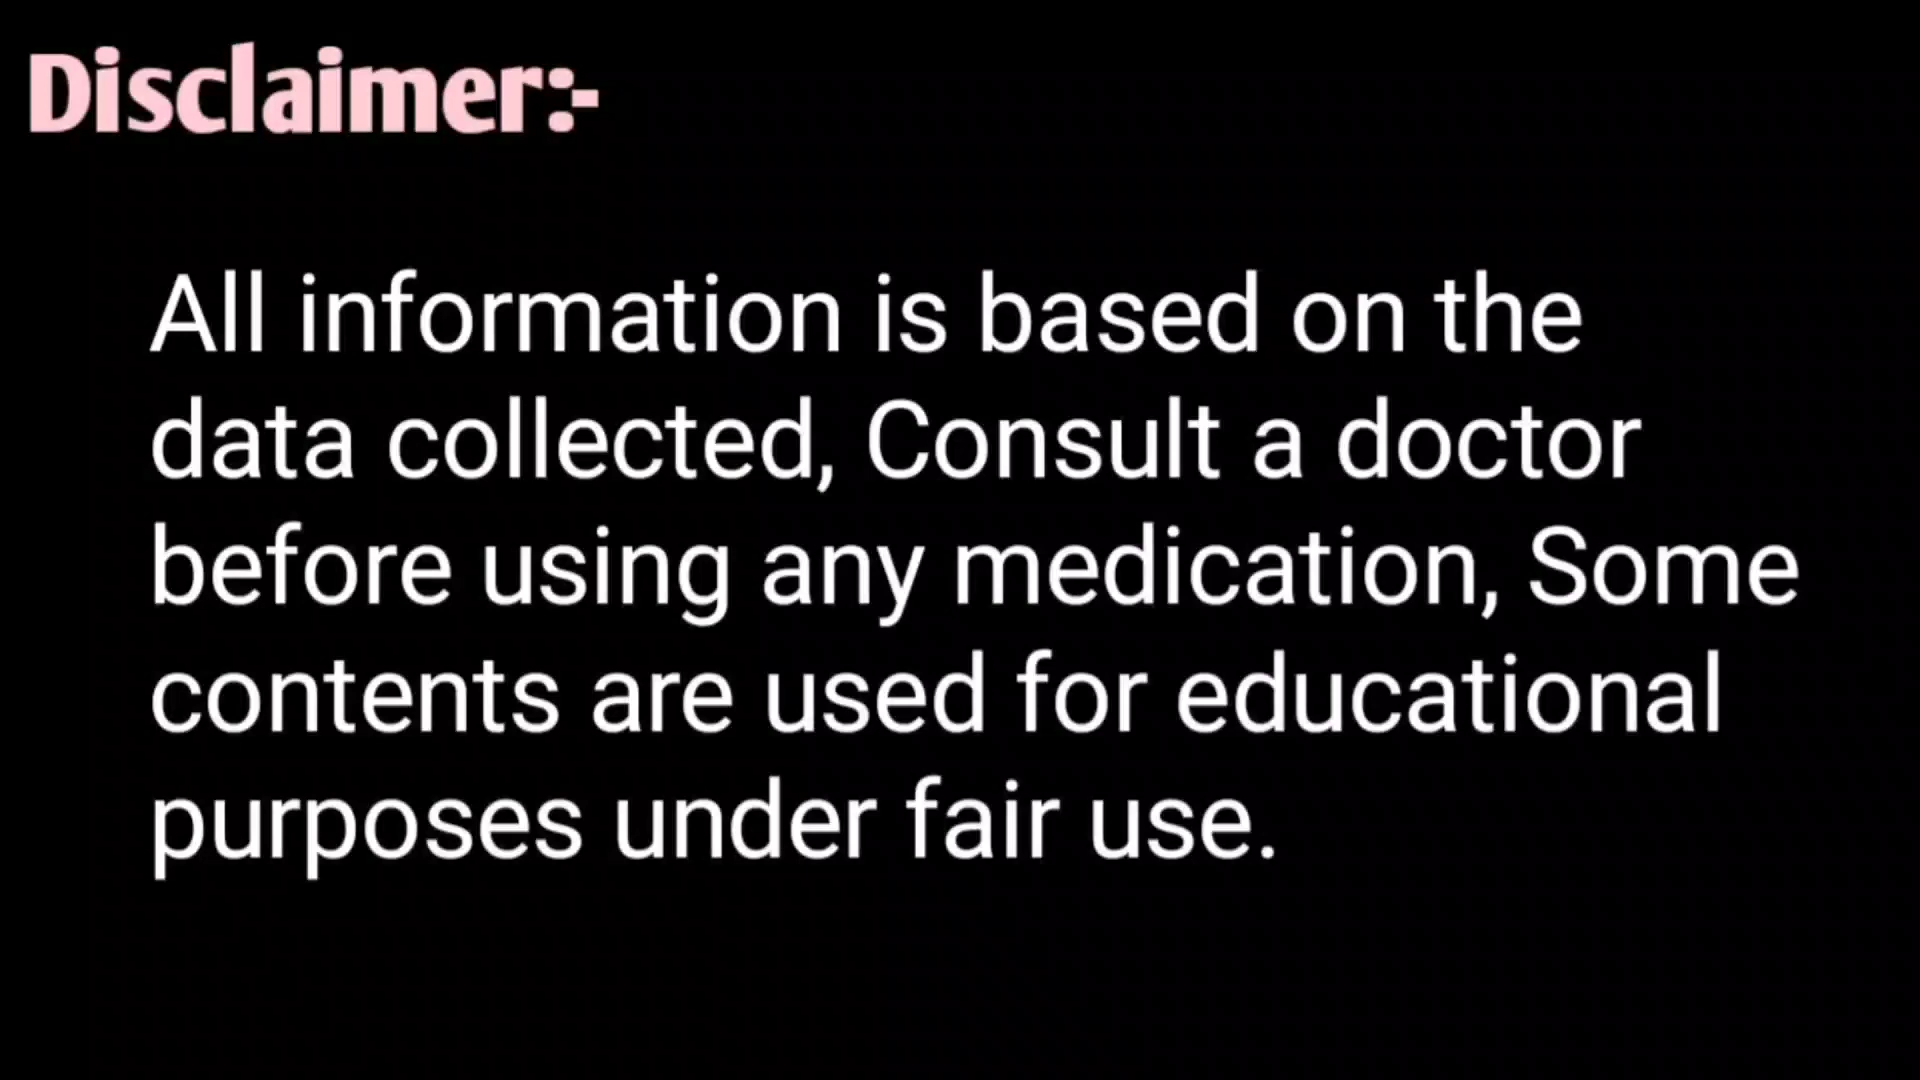 Disclaimer:-
All information is based on the
data collected, Consult a doctor
before using any medication, Some
contents are used for educational
purposes under fair use.